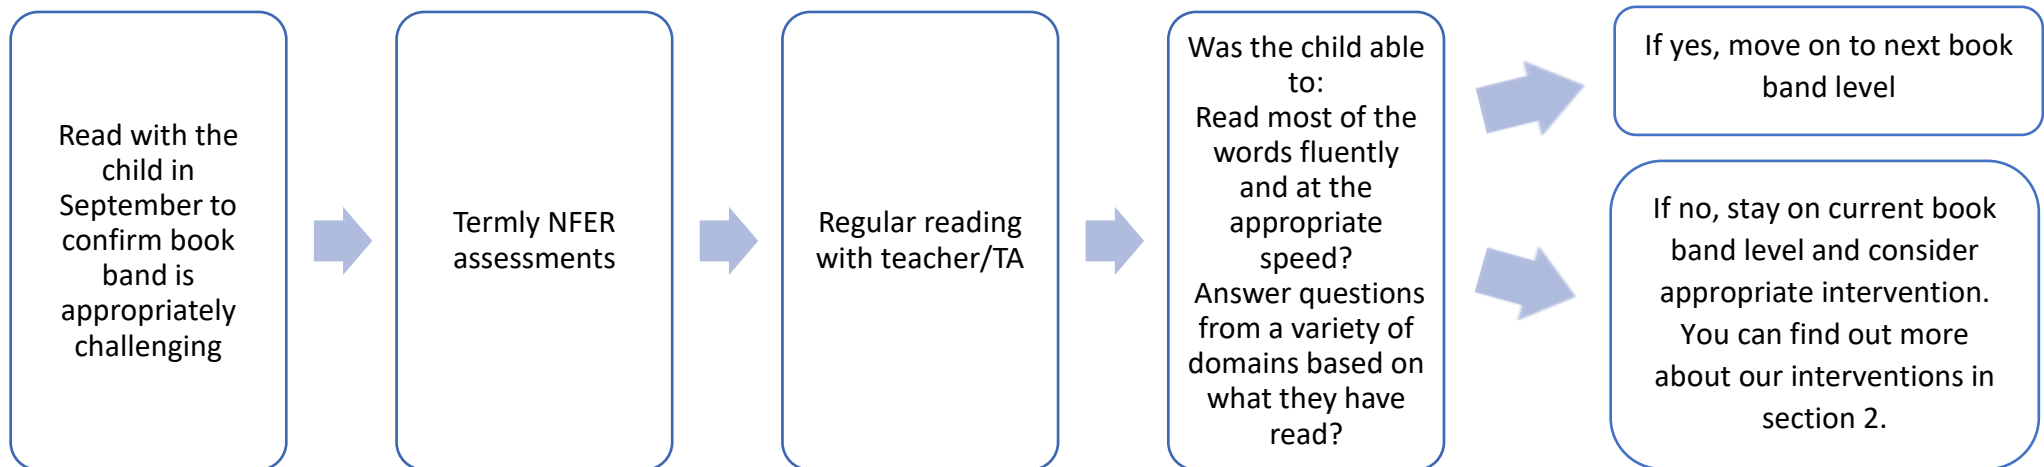 Read with the
child in
September to
confirm book
band is
appropriately
challenging
Termly NFER
assessments
Regular reading
with teacher/TA
Was the child able
to:
Read most of the
words fluently
and at the
appropriate
speed?
Answer questions
from a variety of
domains based on
what they have
read?
If yes, move on to next book
band level
If no, stay on current book
band level and consider
appropriate intervention.
You can find out more
about our interventions in
section 2.